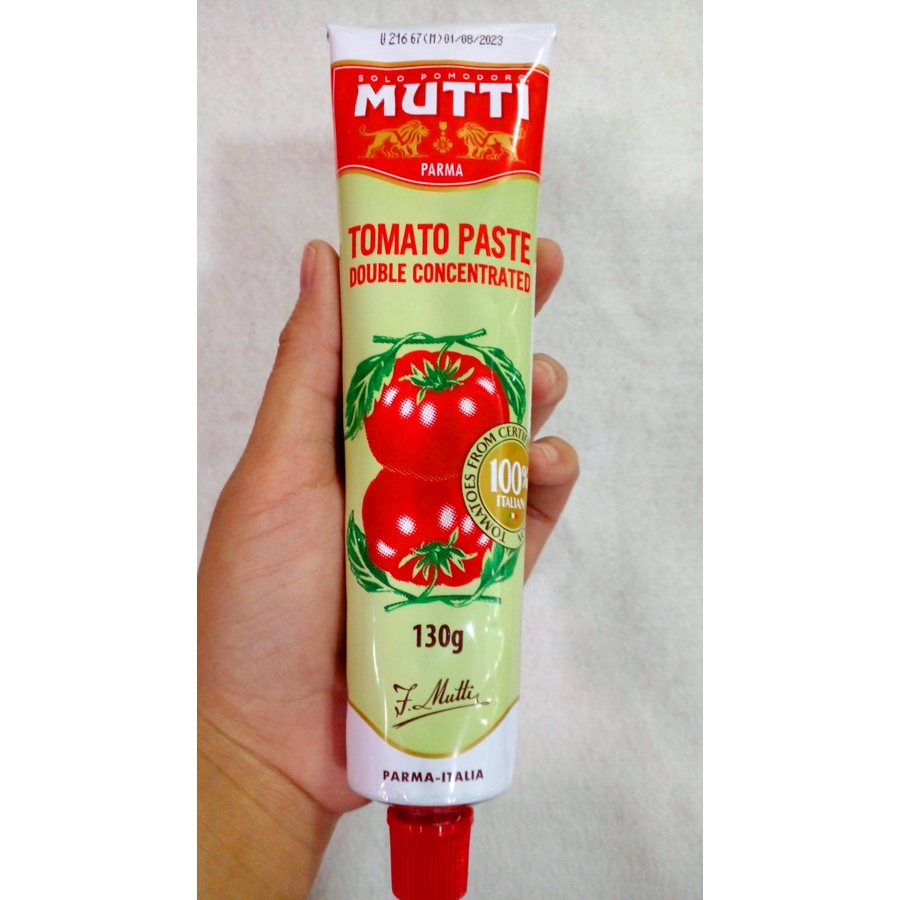 U 216 67 (M) 01/08/2023
SOLO POMODORO
MUTTI
PARMA
TOMATO PASTE
DOUBLE CONCENTRATED
TOMATOES FROM
100%
ITALIAN
130g
F. Mutti
PARMA-ITALIA